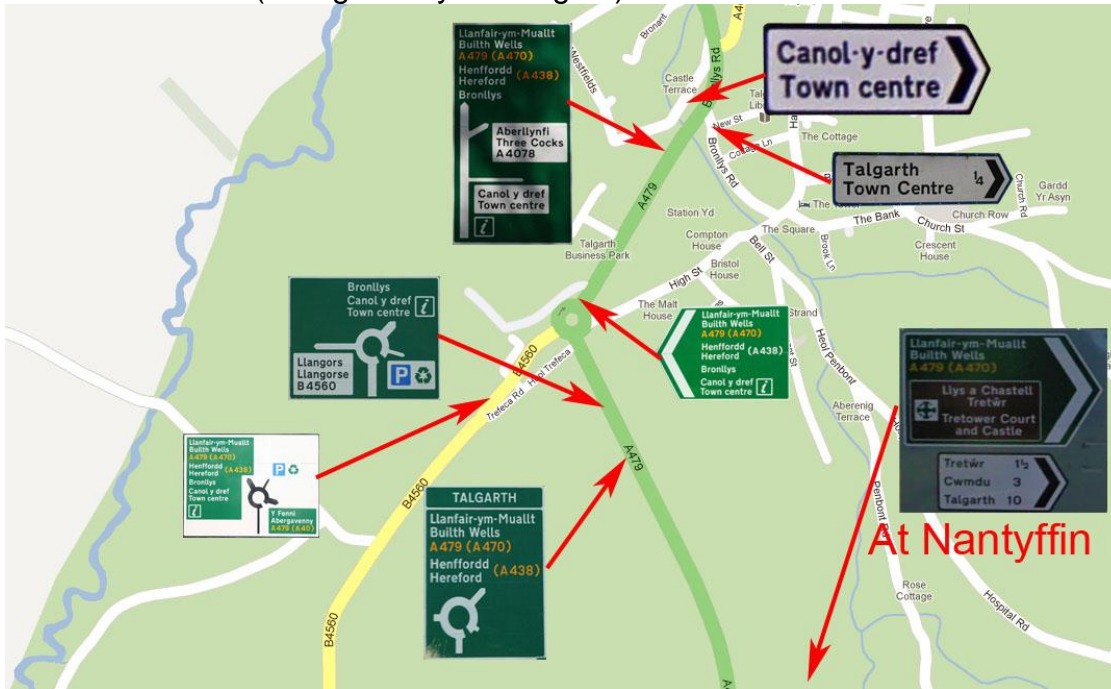 Llanfair-ym-Muallt
Builth Wells
A479 (A470)
Henffordd
Hereford (A438)
Bronllys
Aberllynfi
Three Cocks
A4078
Canol y dref
Town centre
i
Canol-y-dref
Town centre
Talgarth
Town Centre ¼
Bronant
Westfields
Castle
Terrace
Bronllys Rd
New St
Cottage Ln
The Cottage
Bronllys Rd
A479
Station Yd
Talgarth
Business Park
Compton
House
The Square
The Bank
Church St
Church Row
Church Rd
Gardd
Yr Asyn
Crescent
House
Brook Ln
Bell St
Bristol
House
High St
The Malt
House
Strand
Heol Penbont
Bronllys
Canol y dref
Town centre i
Llangors
Llangorse
B4560
P
Llanfair-ym-Muallt
Builth Wells
A479 (A470)
Henffordd
Hereford (A438)
Bronllys
Canol y dref
Town centre i
B4560
Heol Trefeca
Trefeca Rd
A479
Llanfair-ym-Muallt
Builth Wells
A479 (A470)
Llys a Chastell
Tretŵr
Tretower Court
and Castle
Tretŵr 1½
Cwmdu 3
Talgarth 10
At Nantyffin
Aberenig
Terrace
Penbont Rd
Llanfair-ym-Muallt
Builth Wells
A479 (A470)
Henffordd
Hereford (A438)
Bronllys
Canol y dref
Town centre
i
P
Y Fenni
Abergavenny
A479 (A40)
B4560
TALGARTH
Llanfair-ym-Muallt
Builth Wells
A479 (A470)
Henffordd
Hereford (A438)
Rose
Cottage
Hospital Rd
B4560